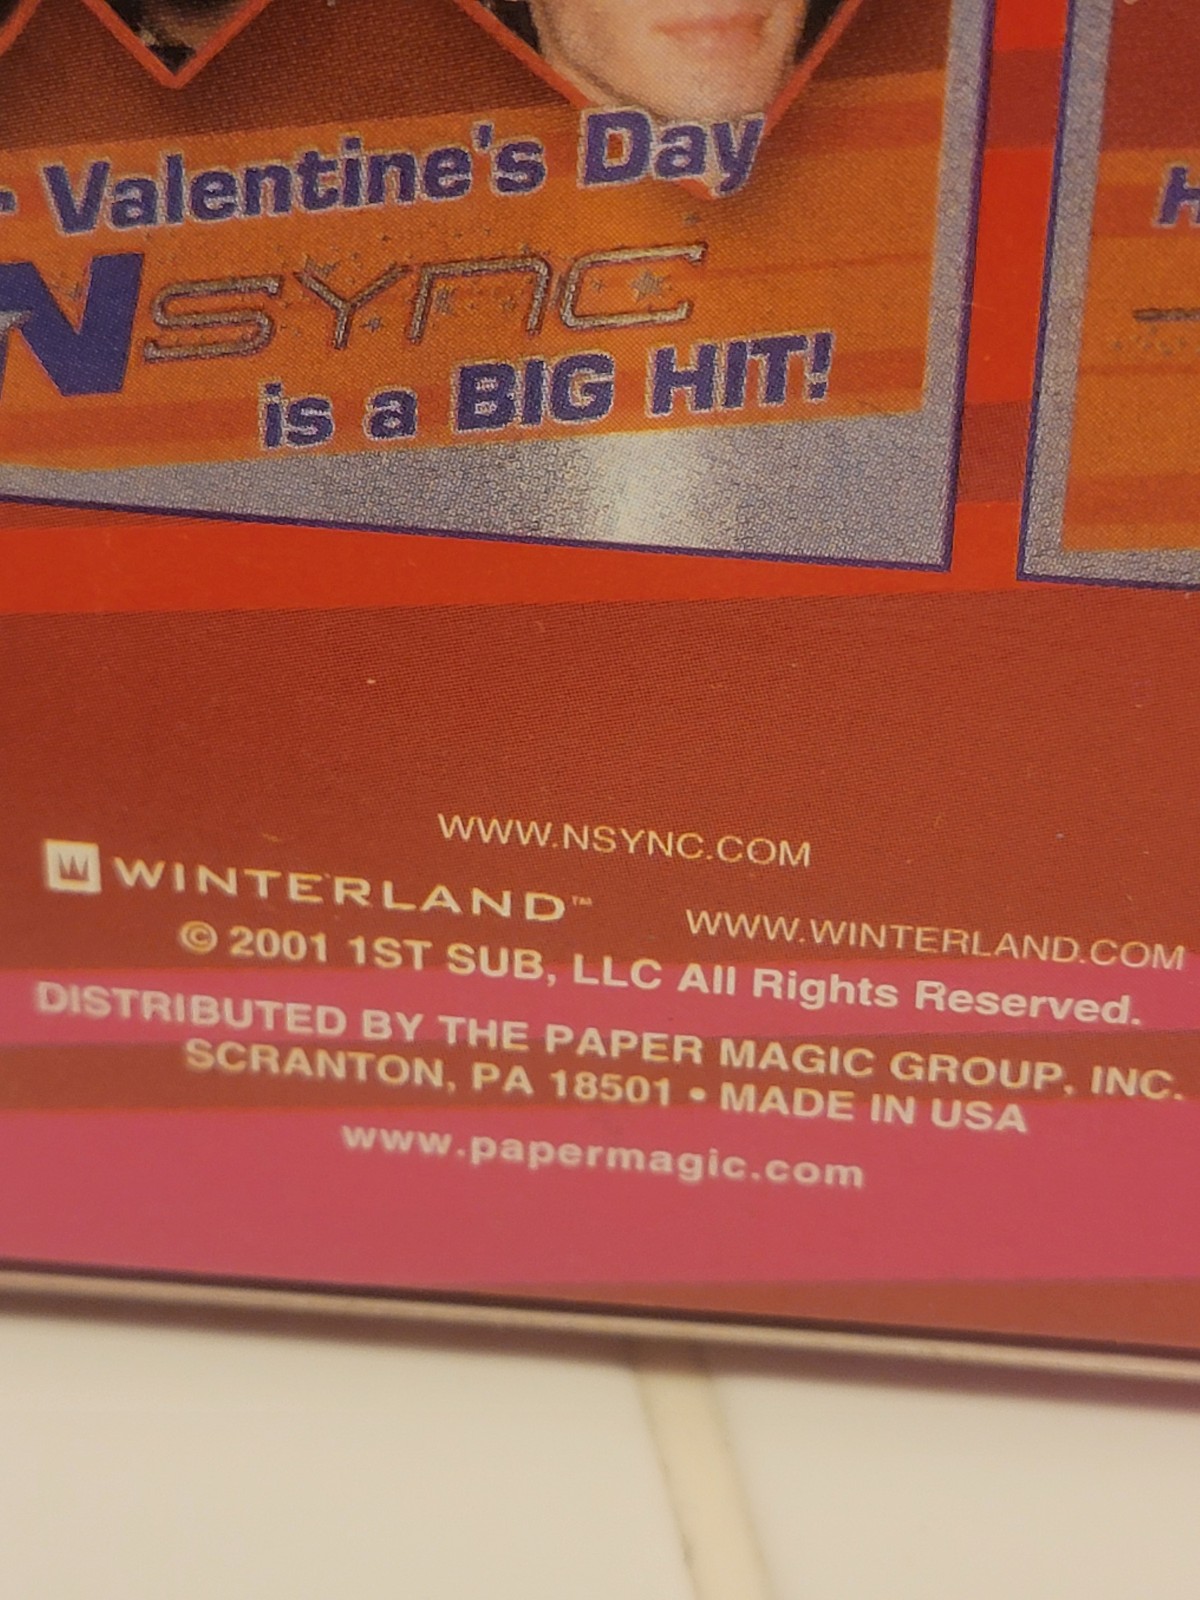 Valentine's Day
NSYNC
is a BIG HIT!
H
WWW.NSYNC.COM
W WINTERLAND™ WWW.WINTERLAND.COM
© 2001 1ST SUB, LLC All Rights Reserved.
DISTRIBUTED BY THE PAPER MAGIC GROUP, INC.
SCRANTON, PA 18501 • MADE IN USA
www.papermagic.com